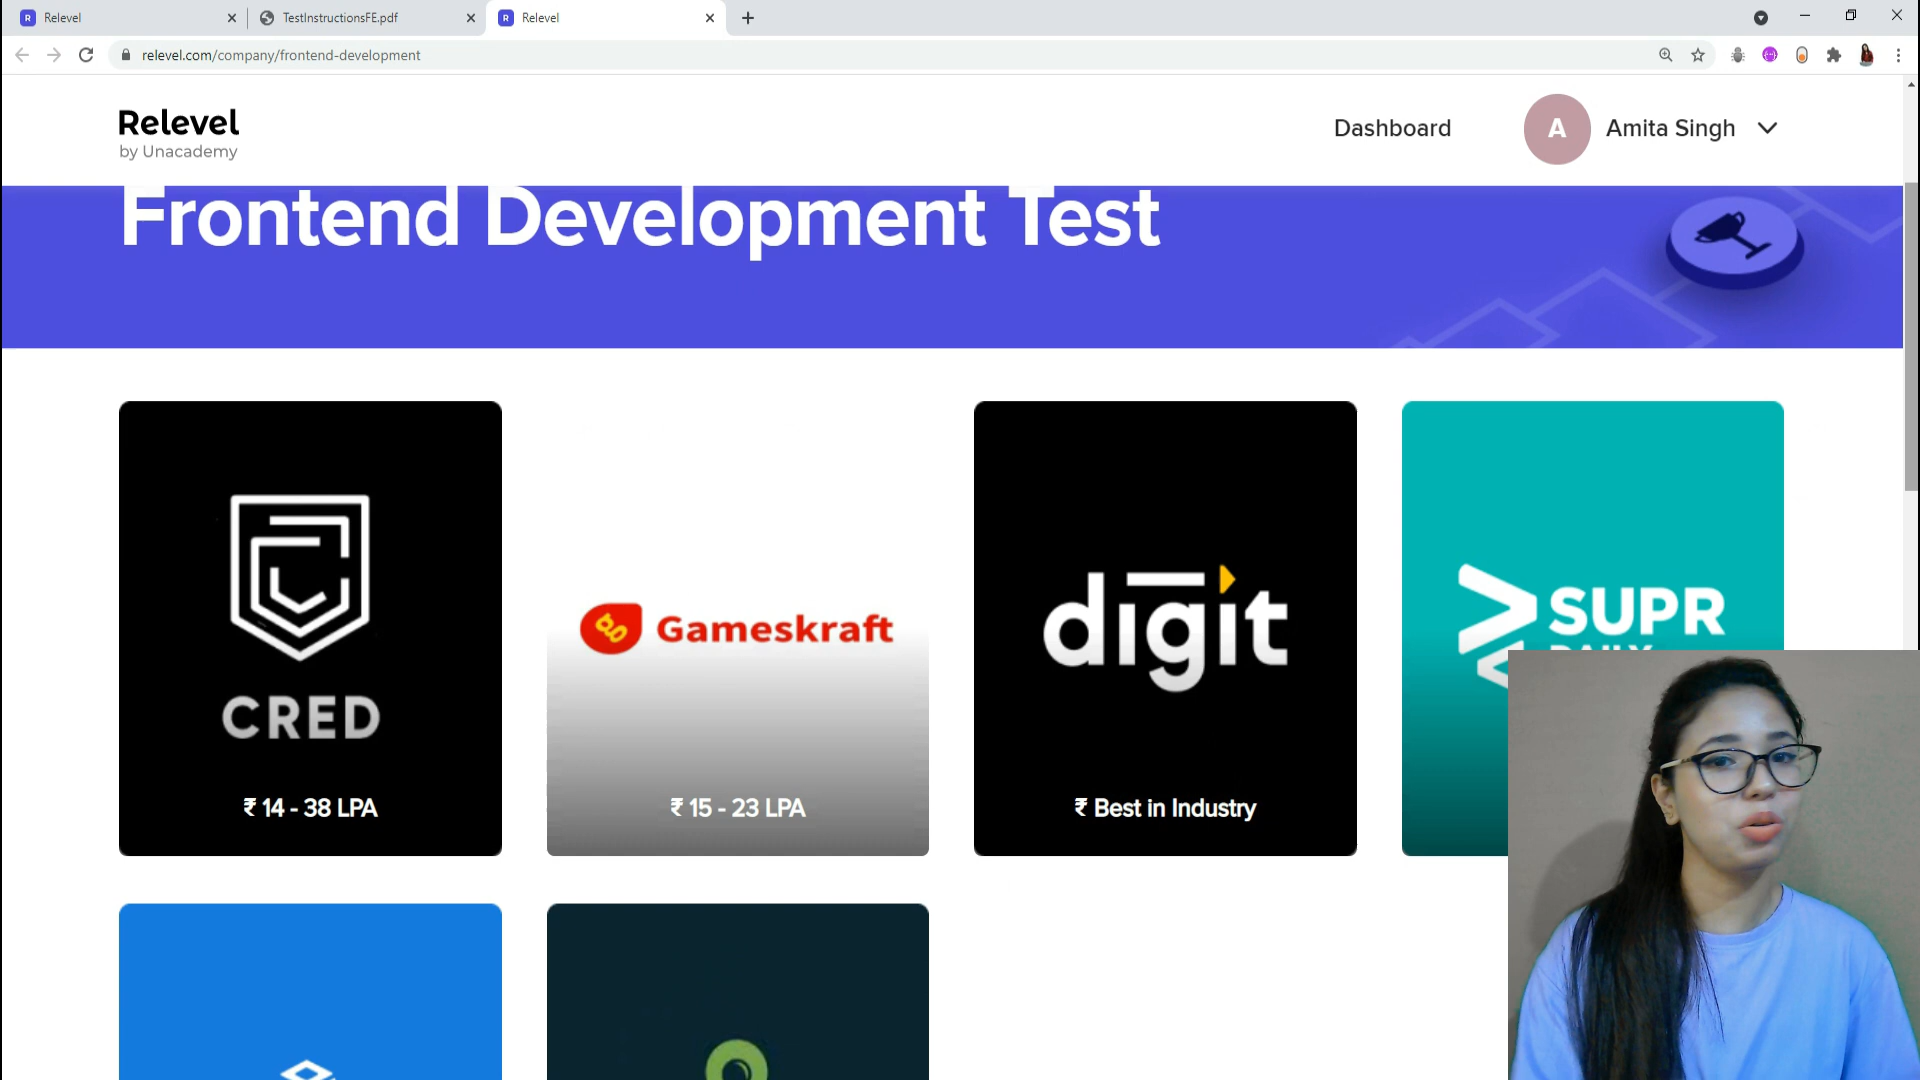 Relevel
TestInstructionsFE.pdf
Relevel
relevel.com/company/frontend-development
Relevel
by Unacademy
Dashboard
A
Amita Singh
Frontend Development Test
CRED
₹ 14 - 38 LPA
Gameskraft
₹ 15 - 23 LPA
digit
₹ Best in Industry
SUPR
DAILY